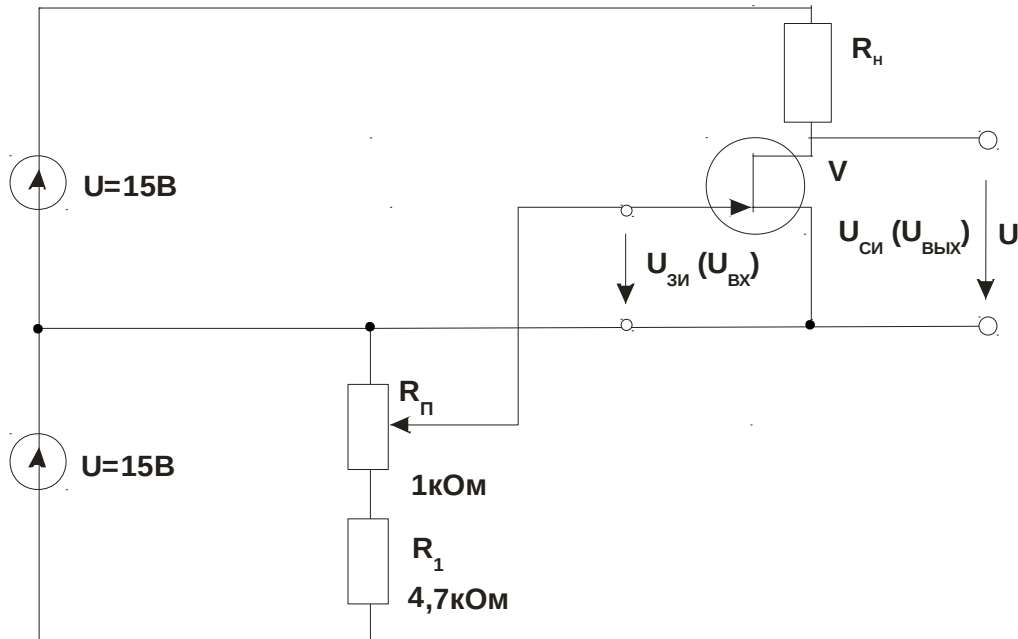 Rн
U=15В
V
UСИ (UВЫХ)
U
UЗИ (UВХ)
RП
U=15В
1кОм
R1
4,7кОм